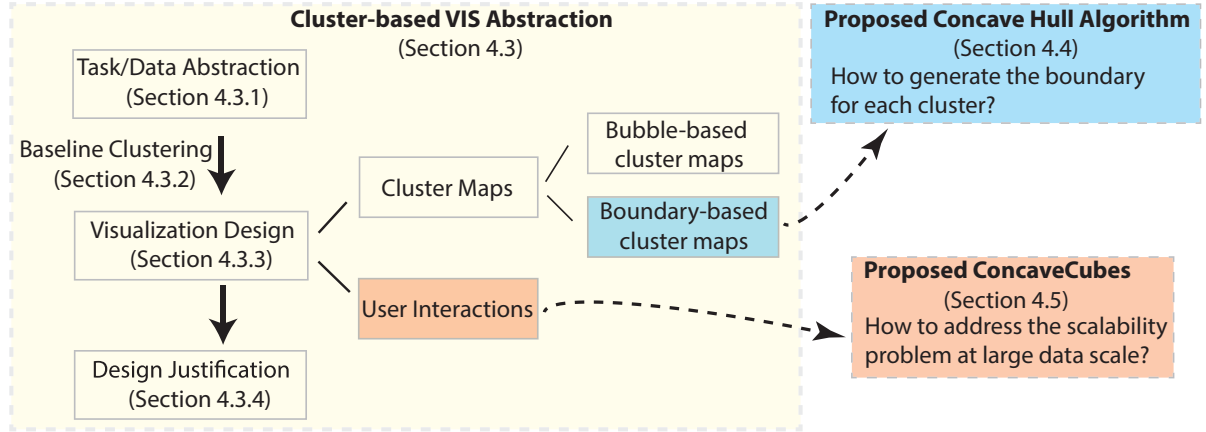 Cluster-based VIS Abstraction
(Section 4.3)
Task/Data Abstraction
(Section 4.3.1)
Baseline Clustering
(Section 4.3.2)
Visualization Design
(Section 4.3.3)
Design Justification
(Section 4.3.4)
Cluster Maps
User Interactions
Bubble-based
cluster maps
Boundary-based
cluster maps
Proposed Concave Hull Algorithm
(Section 4.4)
How to generate the boundary
for each cluster?
Proposed ConcaveCubes
(Section 4.5)
How to address the scalability
problem at large data scale?